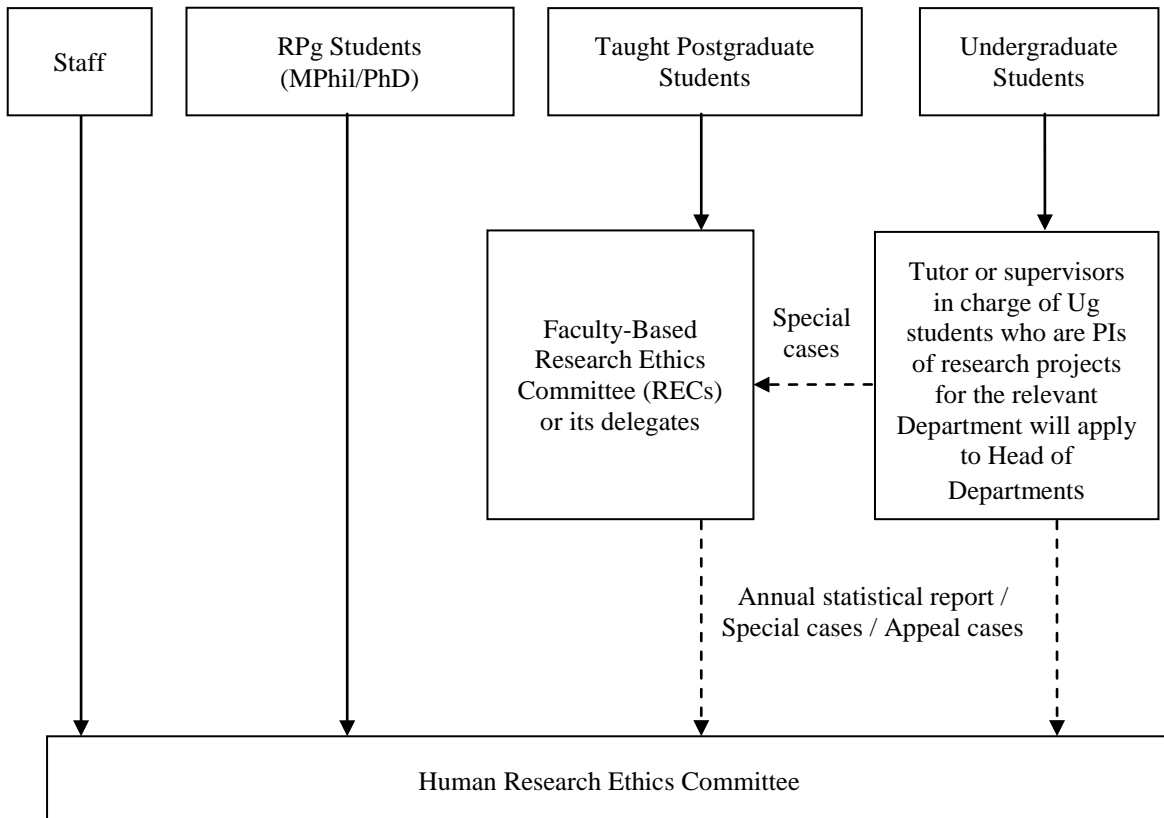 Staff
RPg Students
(MPhil/PhD)
Taught Postgraduate
Students
Undergraduate
Students
Faculty-Based
Research Ethics
Committee (RECs)
or its delegates
Special
cases
Tutor or supervisors
in charge of Ug
students who are PIs
of research projects
for the relevant
Department will apply
to Head of
Departments
Annual statistical report /
Special cases / Appeal cases
Human Research Ethics Committee